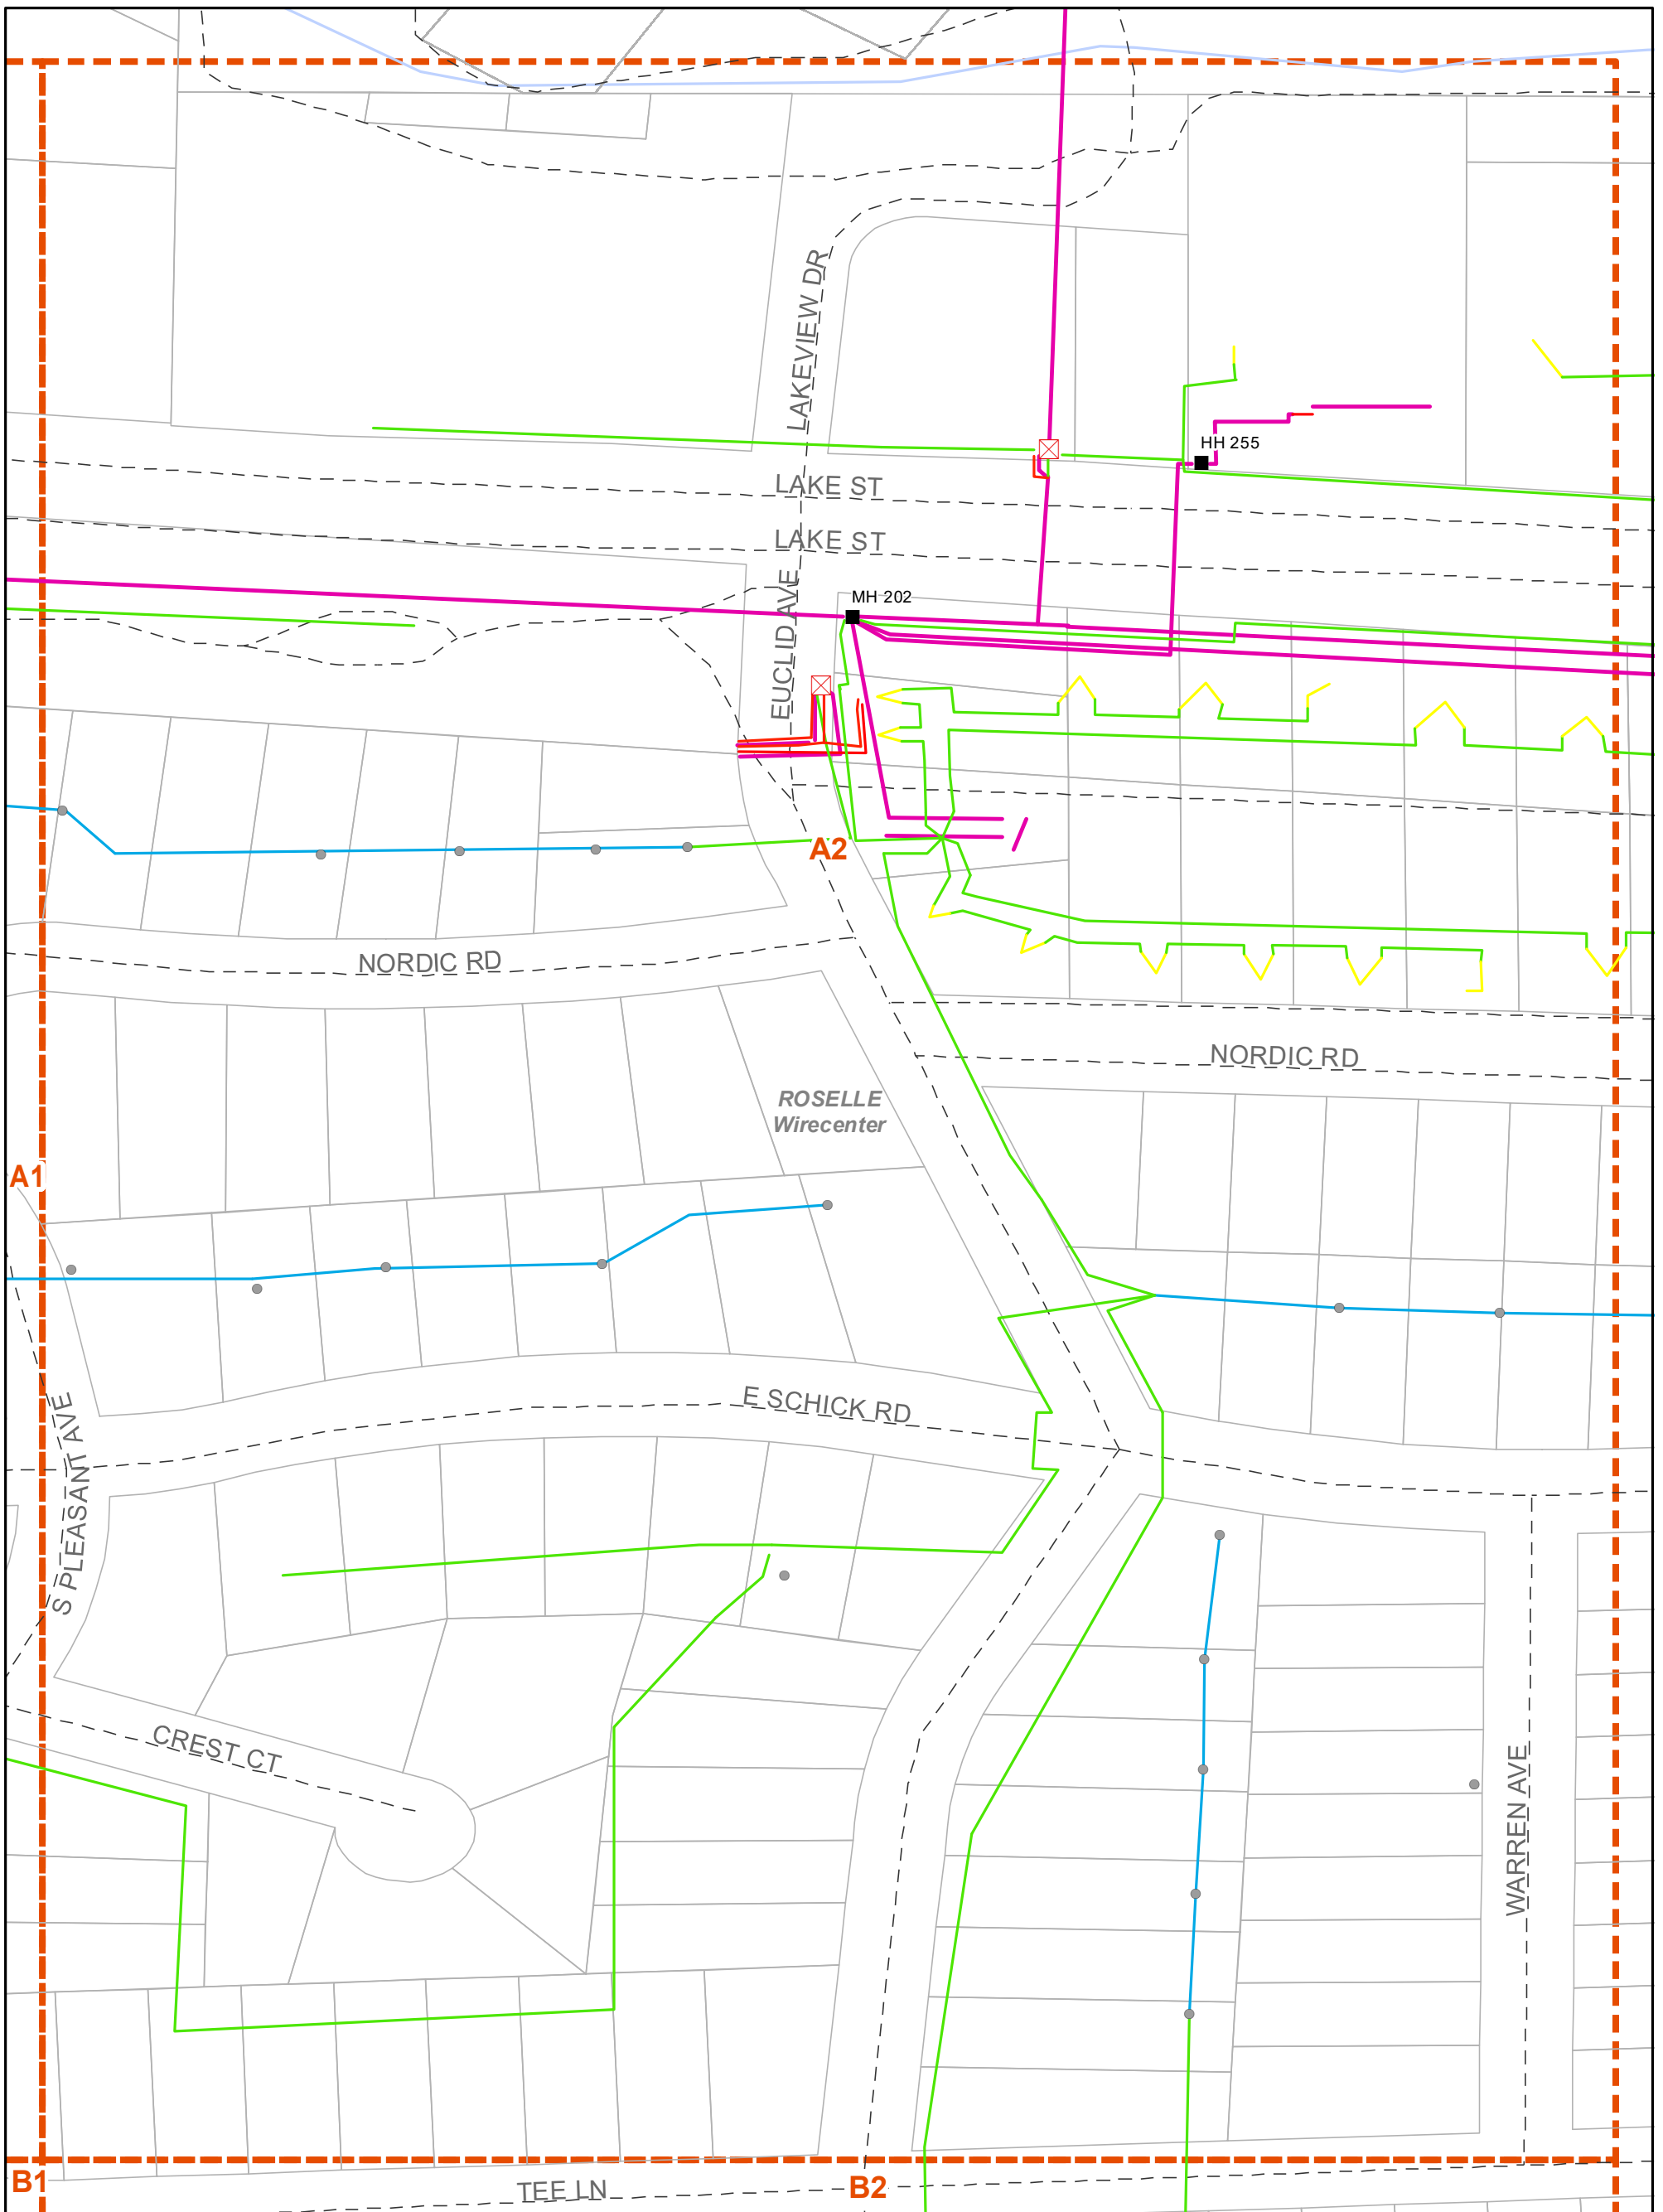 LAKEVIEW DR
HH 255
LAKE ST
LAKE ST
EUCLID AVE
MH 202
A2
NORDIC RD
NORDIC RD
ROSELLE
Wirecenter
A1
E SCHICK RD
S PLEASANT AVE
CREST CT
WARREN AVE
B1
B2
TEE LN